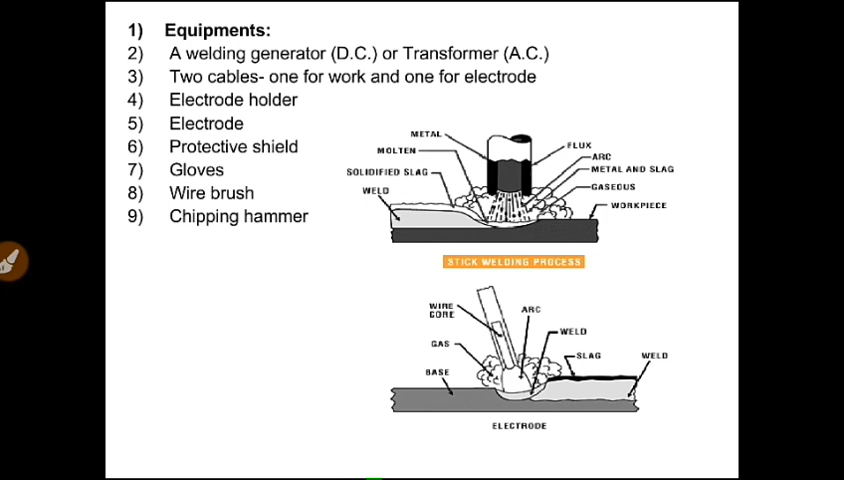 1) Equipments:
2) A welding generator (D.C.) or Transformer (A.C.)
3) Two cables- one for work and one for electrode
4) Electrode holder
5) Electrode
6) Protective shield
7) Gloves
8) Wire brush
9) Chipping hammer
METAL
MOLTEN
SOLIDIFIED SLAG
WELD
FLUX
ARC
METAL AND SLAG
GASEOUS
WORKPIECE
STICK WELDING PROCESS
WIRE
CORE
ARC
GAS
WELD
BASE
SLAG
WELD
ELECTRODE